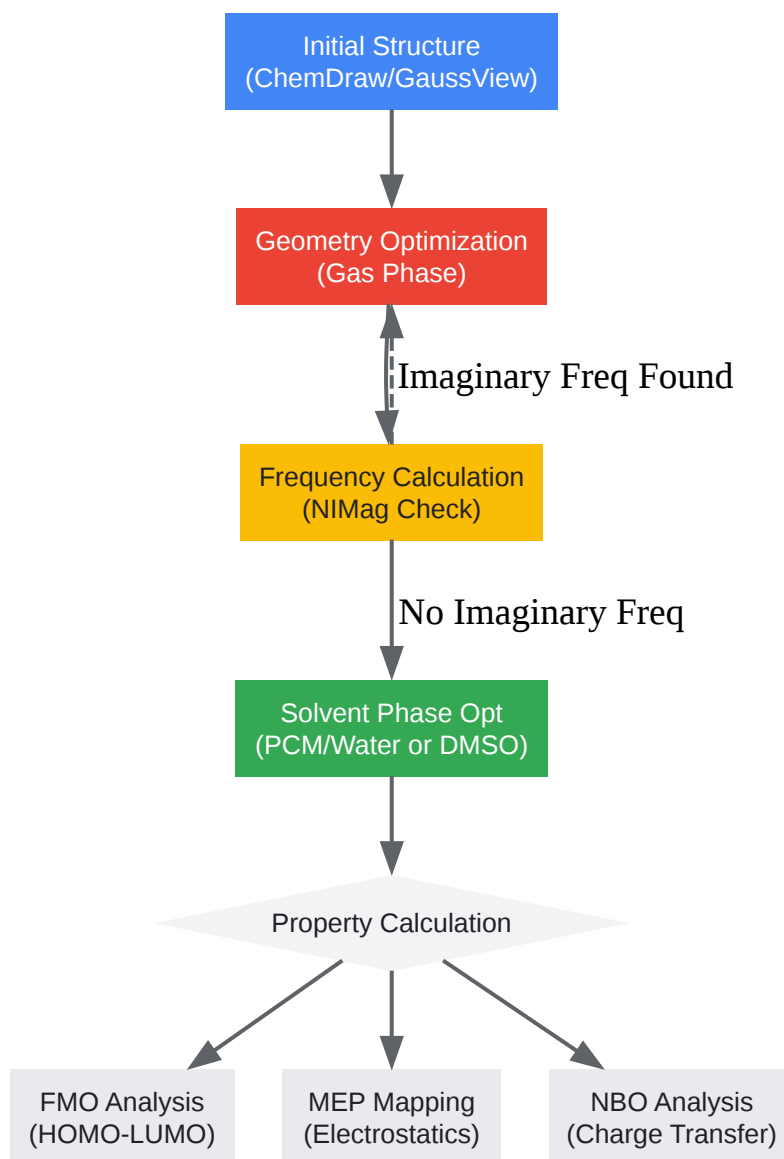 Initial Structure
(ChemDraw/GaussView)
Geometry Optimization
(Gas Phase)
Imaginary Freq Found
Frequency Calculation
(NIMag Check)
No Imaginary Freq
Solvent Phase Opt
(PCM/Water or DMSO)
Property Calculation
FMO Analysis
(HOMO-LUMO)
MEP Mapping
(Electrostatics)
NBO Analysis
(Charge Transfer)